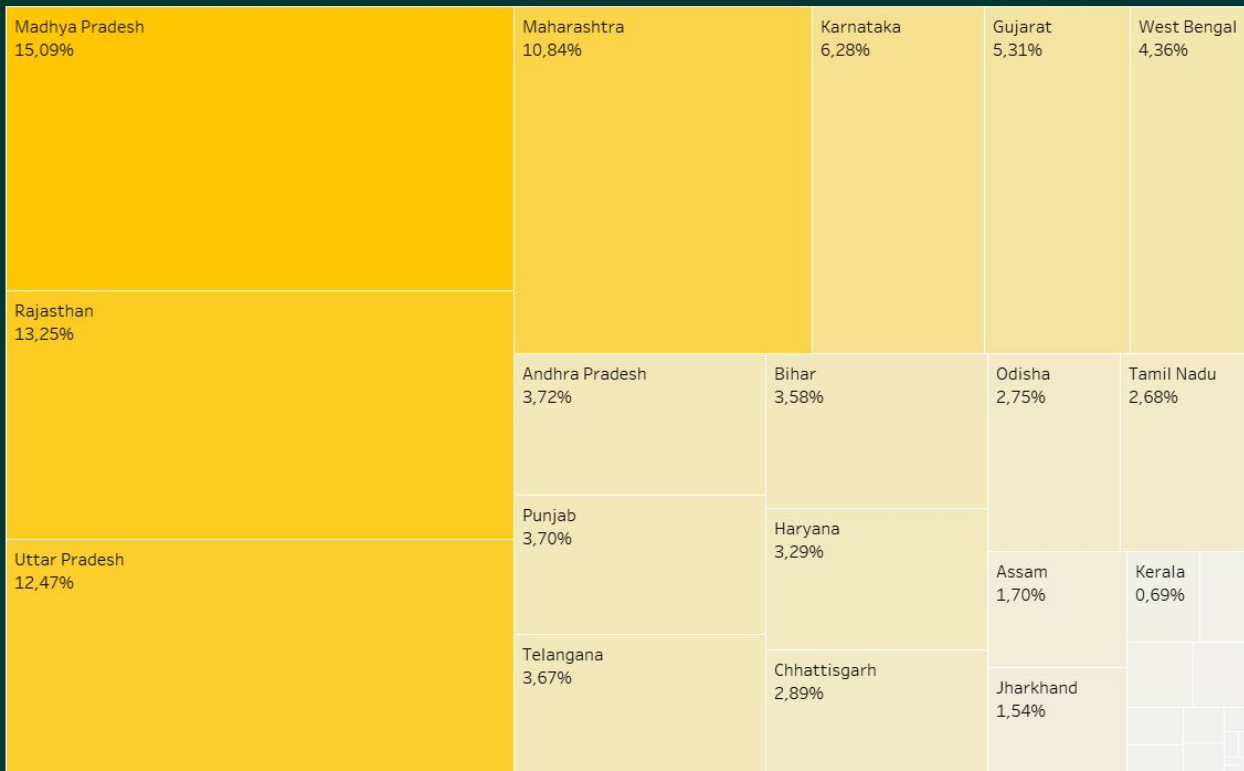 Madhya Pradesh
15,09%
Rajasthan
13,25%
Uttar Pradesh
12,47%
Maharashtra
10,84%
Karnataka
6,28%
Gujarat
5,31%
West Bengal
4,36%
Andhra Pradesh
3,72%
Punjab
3,70%
Telangana
3,67%
Bihar
3,58%
Haryana
3,29%
Chhattisgarh
2,89%
Odisha
2,75%
Tamil Nadu
2,68%
Assam
1,70%
Jharkhand
1,54%
Kerala
0,69%